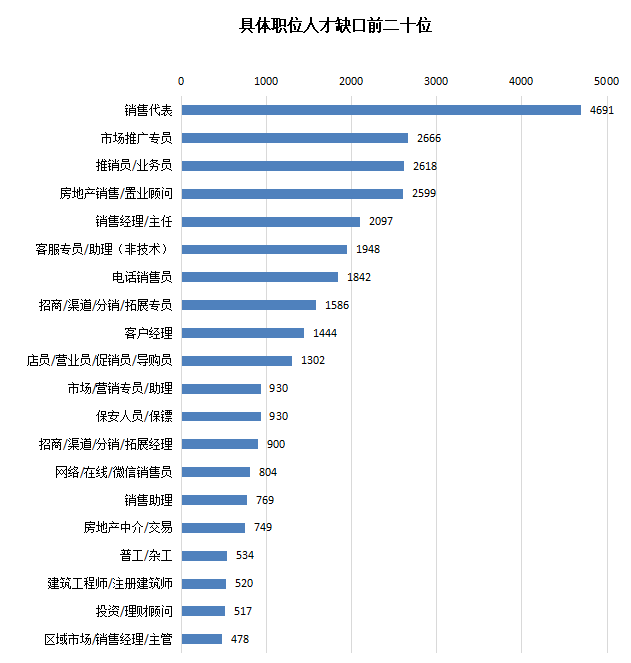 具体职位人才缺口前二十位
0 1000 2000 3000 4000 5000
销售代表 4691
市场推广专员 2666
推销员/业务员 2618
房地产销售/置业顾问 2599
销售经理/主任 2097
客服专员/助理（非技术） 1948
电话销售员 1842
招商/渠道/分销/拓展专员 1586
客户经理 1444
店员/营业员/促销员/导购员 1302
市场/营销专员/助理 930
保安人员/保镖 930
招商/渠道/分销/拓展经理 900
网络/在线/微信销售员 804
销售助理 769
房地产中介/交易 749
普工/杂工 534
建筑工程师/注册建筑师 520
投资/理财顾问 517
区域市场/销售经理/主管 478